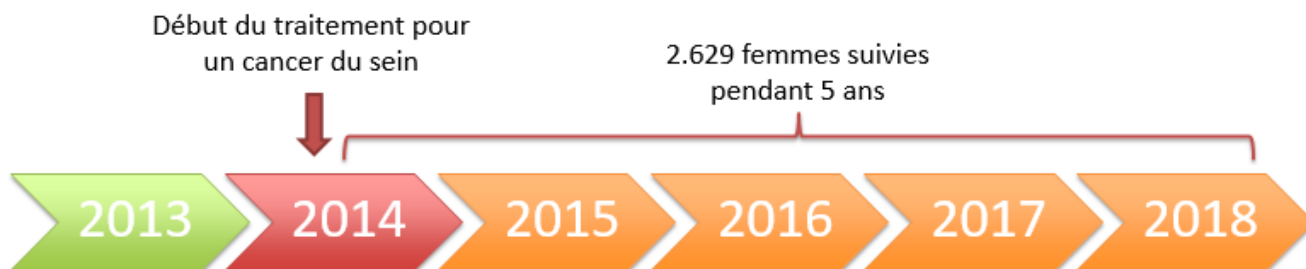 Début du traitement pour
un cancer du sein
2.629 femmes suivies
pendant 5 ans
2013
2014
2015
2016
2017
2018